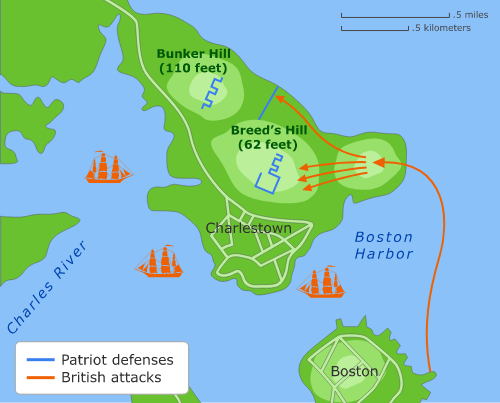 .5 miles
.5 kilometers
Bunker Hill
(110 feet)
Breed's Hill
(62 feet)
Charlestown
Boston
Harbor
Charles River
Boston
Patriot defenses
British attacks